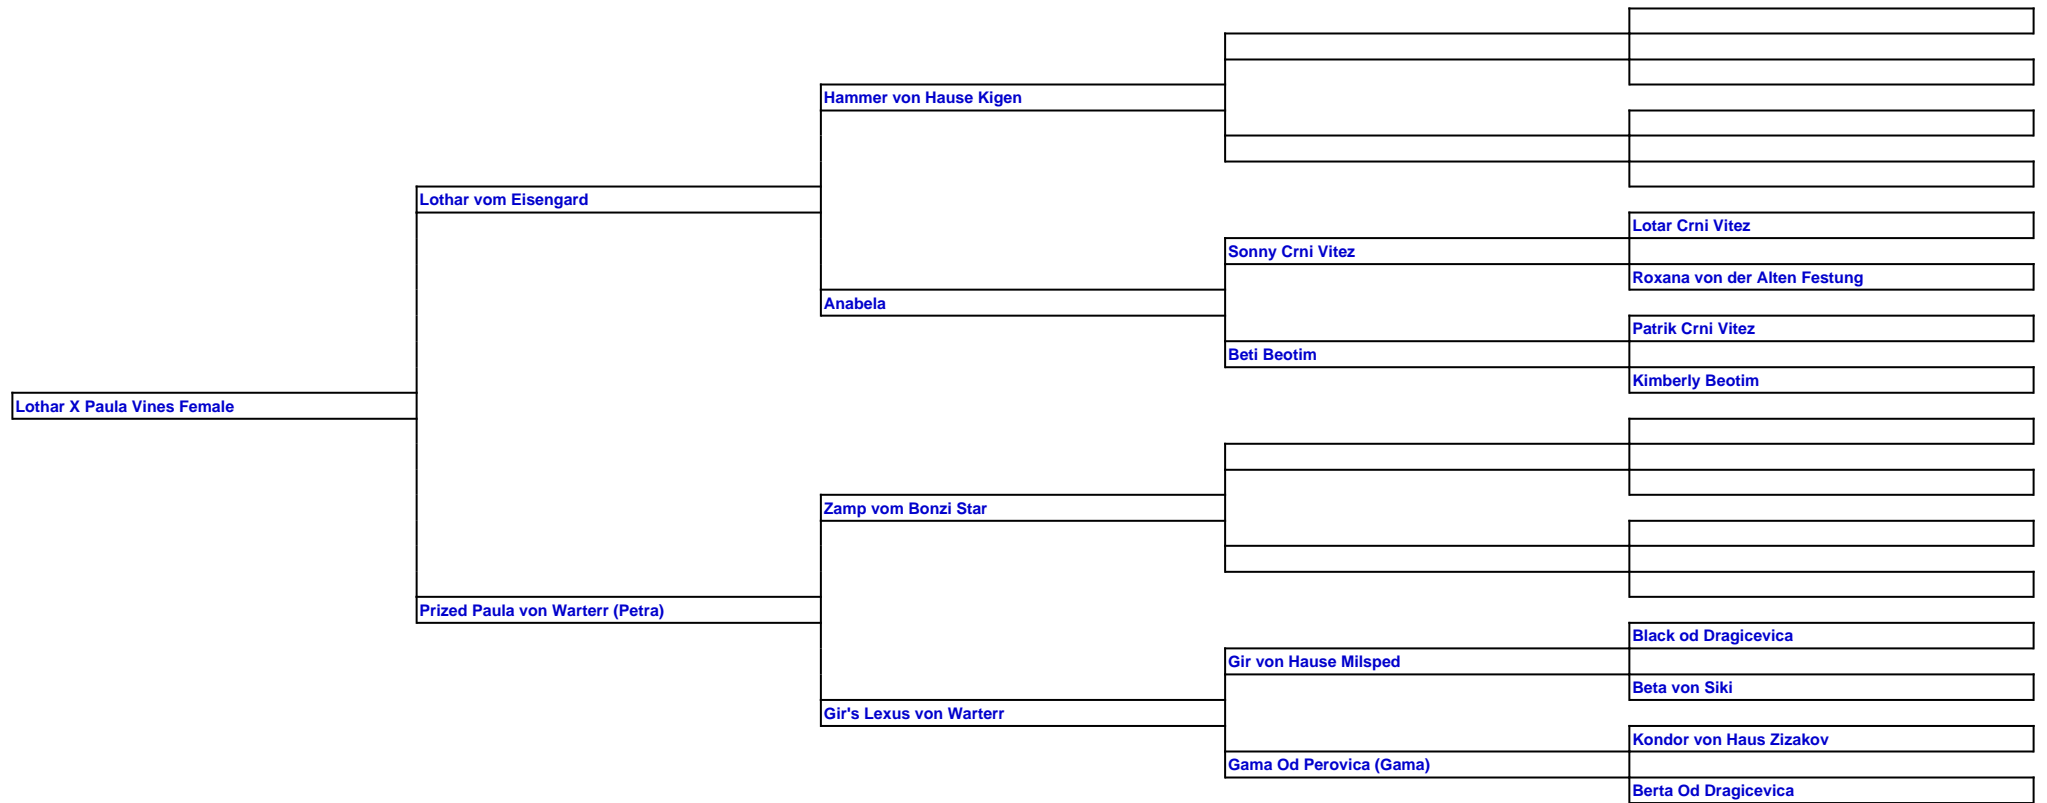 Hammer von Hause Kigen
Lothar vom Eisengard
Lotar Crni Vitez
Sonny Crni Vitez
Roxana von der Alten Festung
Anabela
Patrik Crni Vitez
Beti Beotim
Kimberly Beotim
Lothar X Paula Vines Female
Zamp vom Bonzi Star
Prized Paula von Warterr (Petra)
Black od Dragicevica
Gir von Hause Milsped
Beta von Siki
Gir's Lexus von Warterr
Kondor von Haus Zizakov
Gama Od Perovica (Gama)
Berta Od Dragicevica